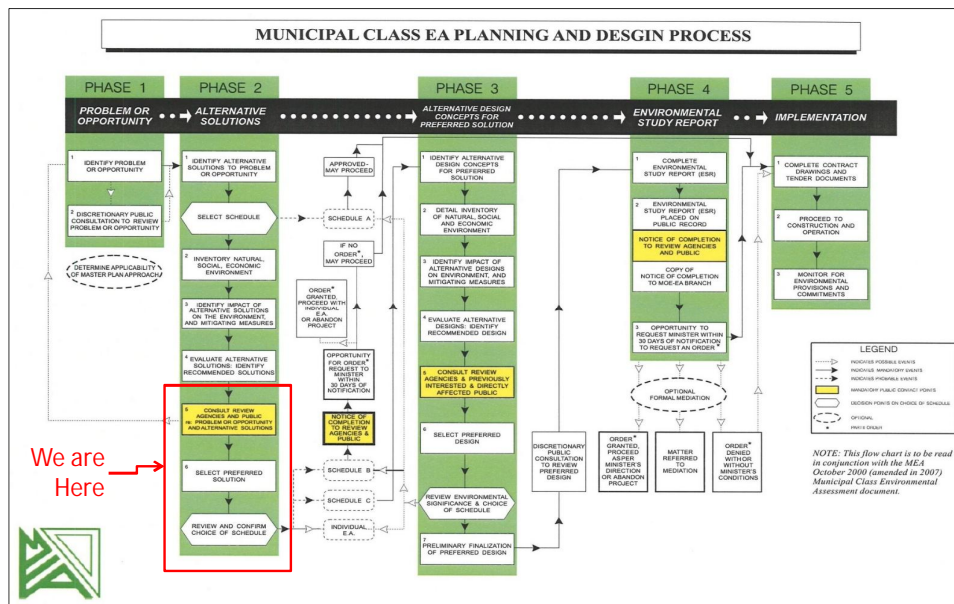 MUNICIPAL CLASS EA PLANNING AND DESGIN PROCESS
PHASE 1
PROBLEM OR
OPPORTUNITY
1
IDENTIFY PROBLEM
OR OPPORTUNITY
2
DISCRETIONARY PUBLIC
CONSULTATION TO REVIEW
PROBLEM OR OPPORTUNITY
DETERMINE APPLICABILITY
OF MASTER PLAN APPROACH
PHASE 2
ALTERNATIVE
SOLUTIONS
1
IDENTIFY ALTERNATIVE
SOLUTIONS TO PROBLEM
OR OPPORTUNITY
SELECT SCHEDULE
2
INVENTORY NATURAL,
SOCIAL, ECONOMIC
ENVIRONMENT
3
IDENTIFY IMPACT OF
ALTERNATIVE SOLUTIONS
ON THE ENVIRONMENT,
AND MITIGATING MEASURES
4
EVALUATE ALTERNATIVE
SOLUTIONS: IDENTIFY
RECOMMENDED SOLUTIONS
5
CONSULT REVIEW
AGENCIES AND PUBLIC
re: PROBLEM OR OPPORTUNITY
AND ALTERNATIVE SOLUTIONS
6
SELECT PREFERRED
SOLUTION
REVIEW AND CONFIRM
CHOICE OF SCHEDULE
We are
Here
APPROVED-
MAY PROCEED
SCHEDULE A
IF NO
ORDER*,
MAY PROCEED
ORDER*
GRANTED,
PROCEED WITH
INDIVIDUAL
E.A.
OR ABANDON
PROJECT
OPPORTUNITY
FOR ORDER*
REQUEST TO
MINISTER
WITHIN
30 DAYS OF
NOTIFICATION
NOTICE OF
COMPLETION
TO REVIEW
AGENCIES &
PUBLIC
SCHEDULE B
SCHEDULE C
INDIVIDUAL
E.A.
PHASE 3
ALTERNATIVE DESIGN
CONCEPTS FOR
PREFERRED SOLUTION
1
IDENTIFY ALTERNATIVE
DESIGN CONCEPTS
FOR PREFERRED
SOLUTION
2
DETAIL INVENTORY
OF NATURAL, SOCIAL
AND ECONOMIC
ENVIRONMENT
3
IDENTIFY IMPACT OF
ALTERNATIVE DESIGNS
ON ENVIRONMENT, AND
MITIGATING MEASURES
4
EVALUATE ALTERNATIVE
DESIGNS: IDENTIFY
RECOMMENDED DESIGN
5
CONSULT REVIEW
AGENCIES & PREVIOUSLY
INTERESTED & DIRECTLY
AFFECTED PUBLIC
6
SELECT PREFERRED
DESIGN
REVIEW ENVIRONMENTAL
SIGNIFICANCE & CHOICE
OF SCHEDULE
7
PRELIMINARY FINALIZATION
OF PREFERRED DESIGN
DISCRETIONARY
PUBLIC
CONSULTATION
TO REVIEW
PREFERRED
DESIGN
PHASE 4
ENVIRONMENTAL
STUDY REPORT
1
COMPLETE
ENVIRONMENTAL
STUDY REPORT (ESR)
2
ENVIRONMENTAL STUDY
REPORT (ESR)
PLACED ON
PUBLIC RECORD
NOTICE OF COMPLETION
TO REVIEW AGENCIES
AND PUBLIC
COPY OF
NOTICE OF COMPLETION
TO MOE-EA BRANCH
3
OPPORTUNITY TO
REQUEST MINISTER WITHIN
30 DAYS OF NOTIFICATION
TO REQUEST AN ORDER*
OPTIONAL
FORMAL MEDIATION
ORDER*
GRANTED,
PROCEED ASPER
MINISTER'S
DIRECTION
OR ABANDON
PROJECT
MATTER
REFERRED TO
MEDIATION
ORDER*
DENIED WITH
OR WITHOUT
MINISTER'S
CONDITIONS
PHASE 5
IMPLEMENTATION
1
COMPLETE CONTRACT
DRAWINGS AND
TENDER DOCUMENTS
2
PROCEED TO
CONSTRUCTION AND
OPERATION
3
MONITOR FOR
ENVIRONMENTAL
PROVISIONS AND
COMMITMENTS
LEGEND
INDICATES POSSIBLE EVENTS
INDICATES MANDATORY EVENTS
INDICATES PROBABLE EVENTS
MANDATORY PUBLIC CONTACT POINTS
DECISION POINTS ON CHOICE OF SCHEDULE
OPTIONAL
* PART II ORDER
NOTE: This flow chart is to be read
in conjunction with the MEA
October 2000 (amended in 2007)
Municipal Class Environmental
Assessment document.